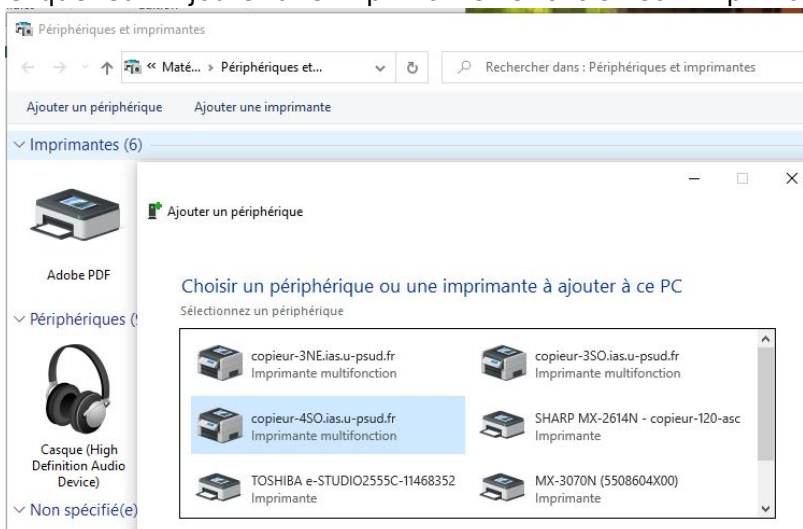 Périphériques et imprimantes
« Maté... > Périphériques et...
Rechercher dans : Périphériques et imprimantes
Ajouter un périphérique Ajouter une imprimante
Imprimantes (6)
Adobe PDF
Périphériques (
Casque (High
Definition Audio
Device)
Non spécifié(e)
Ajouter un périphérique
Choisir un périphérique ou une imprimante à ajouter à ce PC
Sélectionnez un périphérique
copieur-3NE.ias.u-psud.fr
Imprimante multifonction
copieur-3SO.ias.u-psud.fr
Imprimante multifonction
copieur-4SO.ias.u-psud.fr
Imprimante multifonction
SHARP MX-2614N - copieur-120-asc
Imprimante
TOSHIBA e-STUDIO2555C-11468352
Imprimante
MX-3070N (5508604X00)
Imprimante